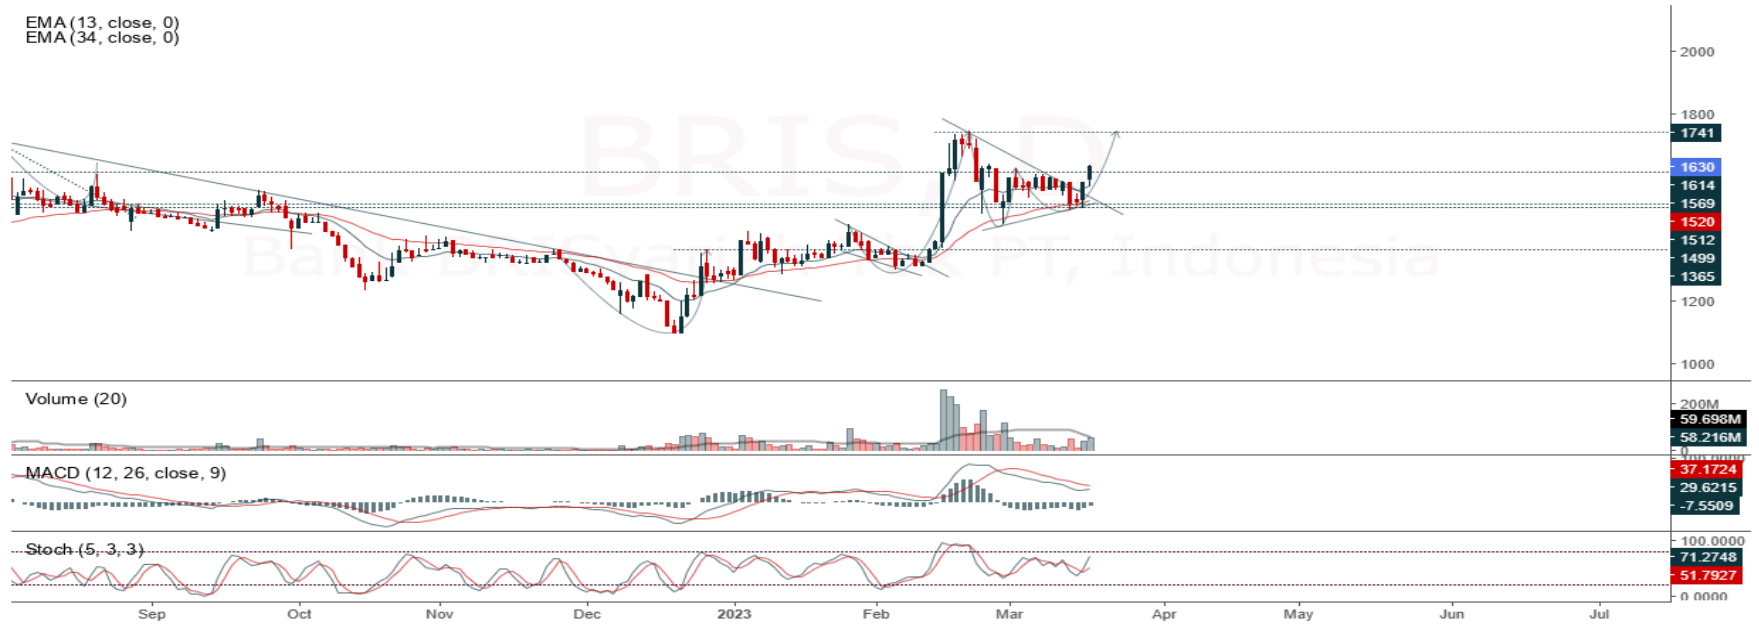 EMA (13, close, 0)
EMA (34, close, 0)
BRIS, D
Indonesia
2000
1800
1741
1630
1614
1569
1520
1512
1499
1365
1200
1000
Volume (20)
200M
59.698M
58.216M
0
MACD (12, 26, close, 9)
100.0000
37.1724
29.6215
-7.5509
Stoch (5, 3, 3)
100.0000
71.2748
51.7927
0.0000
Sep Oct Nov Dec 2023 Feb Mar Apr May Jun Jul